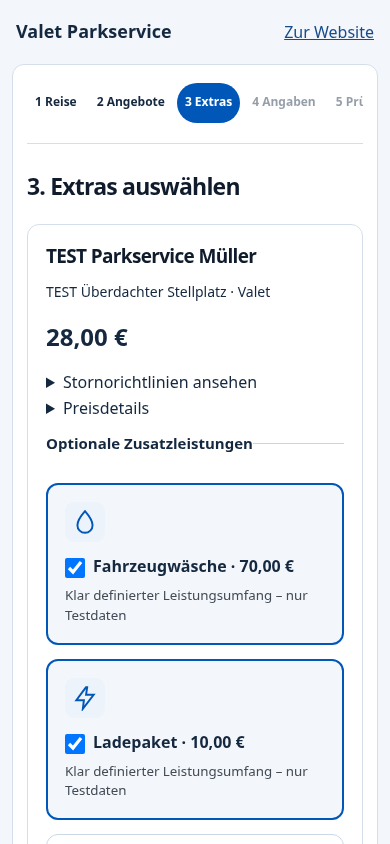 Valet Parkservice
Zur Website
1 Reise
2 Angebote
3 Extras
4 Angaben
5 Prü
3. Extras auswählen
TEST Parkservice Müller
TEST Überdachter Stellplatz · Valet
28,00 €
Stornorichtlinien ansehen
Preisdetails
Optionale Zusatzleistungen
Fahrzeugwäsche · 70,00 €
Klar definierter Leistungsumfang – nur
Testdaten
Ladepaket · 10,00 €
Klar definierter Leistungsumfang – nur
Testdaten